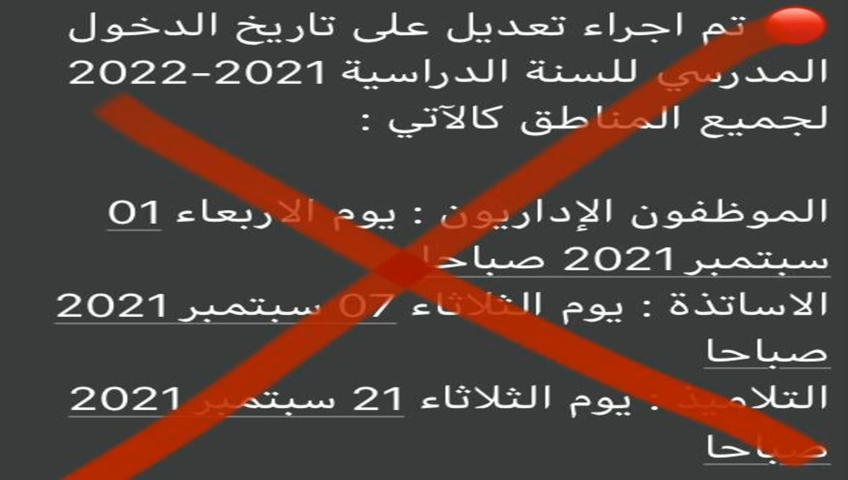 تم اجراء تعديل على تاريخ الدخول
المدرسي للسنة الدراسية 2021-2022
لجميع المناطق كالآتي :
الموظفون الإداريون : يوم الاربعاء 01
سبتمبر 2021 صباحا
الاساتذة : يوم الثلاثاء 07 سبتمبر 2021
صباحا
التلاميذ : يوم الثلاثاء 21 سبتمبر 2021
صباحا